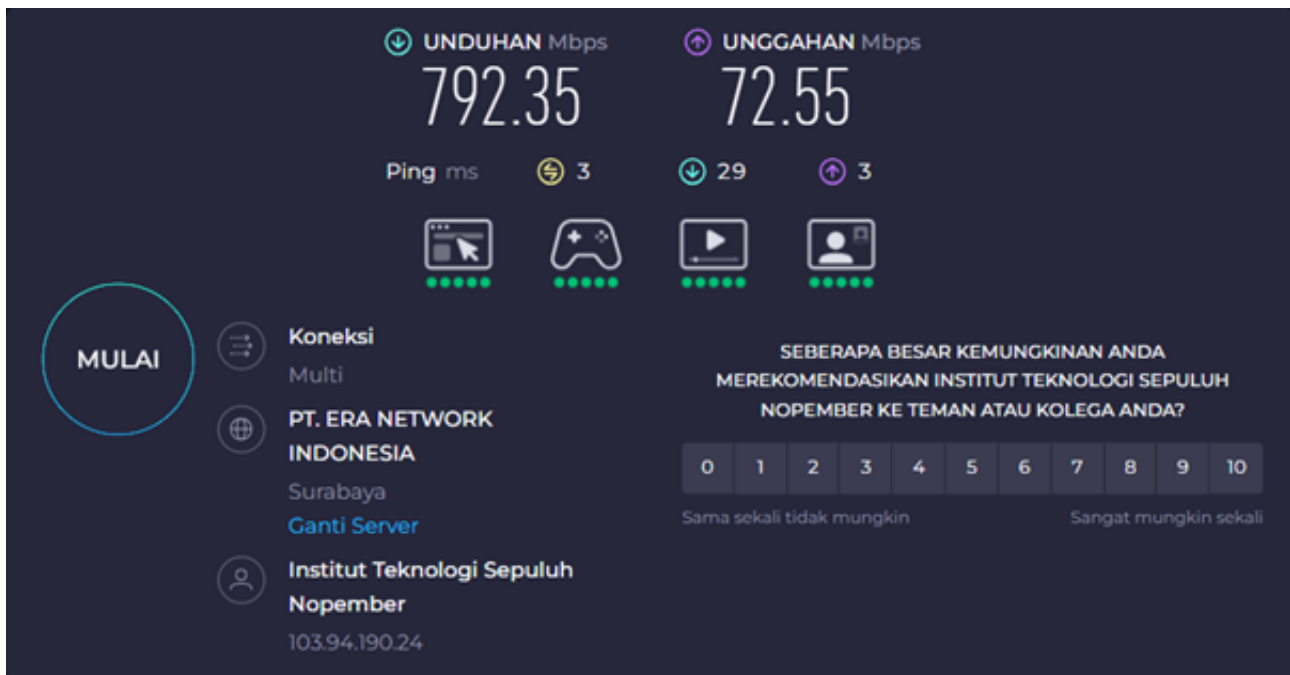 UNDUHAN Mbps
792.35
UNGGAHAN Mbps
72.55
Ping ms 3 29 3
MULAI
Koneksi
Multi
PT. ERA NETWORK
INDONESIA
Surabaya
Ganti Server
Institut Teknologi Sepuluh
Nopember
103.94.190.24
SEBERAPA BESAR KEMUNGKINAN ANDA
MEREKOMENDASIKAN INSTITUT TEKNOLOGI SEPULUH
NOPEMBER KE TEMAN ATAU KOLEGA ANDA?
0 1 2 3 4 5 6 7 8 9 10
Sama sekali tidak mungkin Sangat mungkin sekali